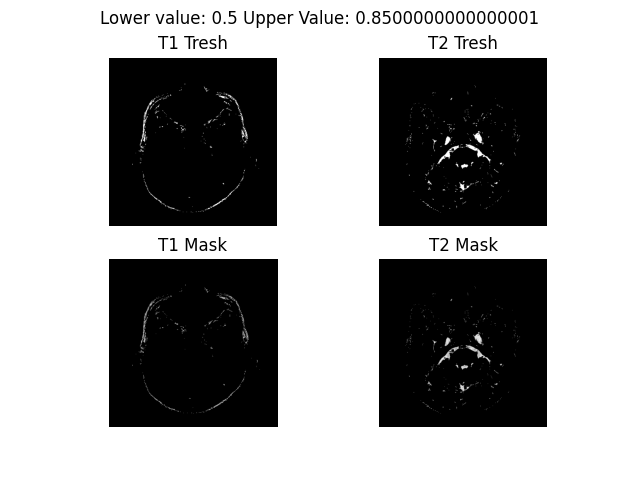 Lower value: 0.5 Upper Value: 0.8500000000000001
T1 Tresh
T2 Tresh
T1 Mask
T2 Mask